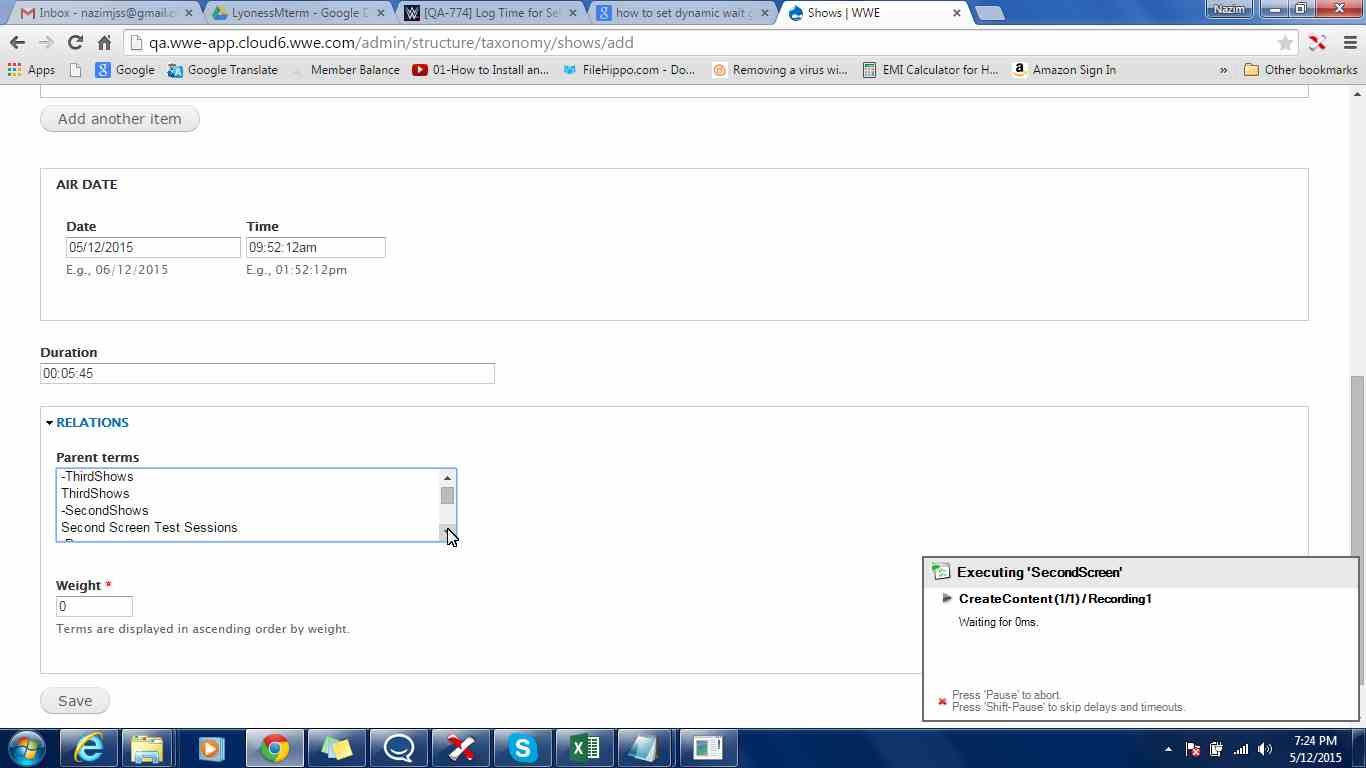 Inbox - nazimjss@gmail.c
LyonessMterm - Google D
[QA-774] Log Time for Sel
how to set dynamic wait
Shows | WWE
Nazim
qa.wwe-app.cloud6.wwe.com/admin/structure/taxonomy/shows/add
Apps
Google
Google Translate
Member Balance
01-How to Install an...
FileHippo.com - Do...
Removing a virus wi...
EMI Calculator for H...
Amazon Sign In
»
Other bookmarks
Add another item
AIR DATE
Date Time
05/12/2015 09:52:12am
E.g., 06/12/2015 E.g., 01:52:12pm
Duration
00:05:45
RELATIONS
Parent terms
-ThirdShows
ThirdShows
-SecondShows
Second Screen Test Sessions
Weight *
0
Terms are displayed in ascending order by weight.
Save
Executing 'SecondScreen'
CreateContent (1/1) / Recording1
Waiting for 0ms.
Press 'Pause' to abort.
Press 'Shift-Pause' to skip delays and timeouts.
7:24 PM
5/12/2015